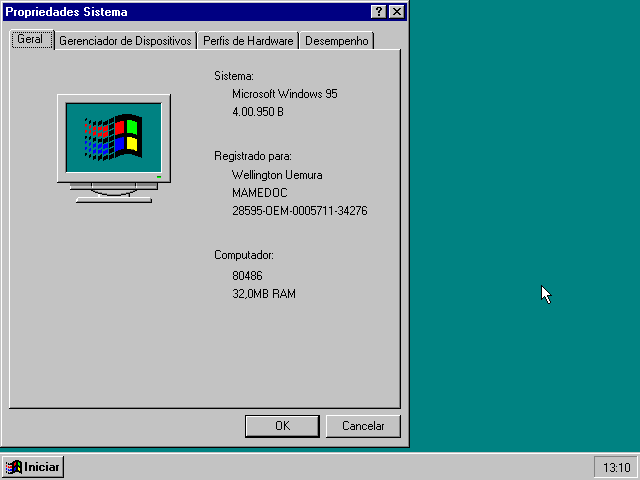 Propriedades Sistema
Geral
Gerenciador de Dispositivos
Perfis de Hardware
Desempenho
Sistema:
Microsoft Windows 95
4.00.950 B
Registrado para:
Wellington Uemura
MAMEDOC
28595-OEM-0005711-34276
Computador:
80486
32,0MB RAM
OK
Cancelar
Iniciar
13:10